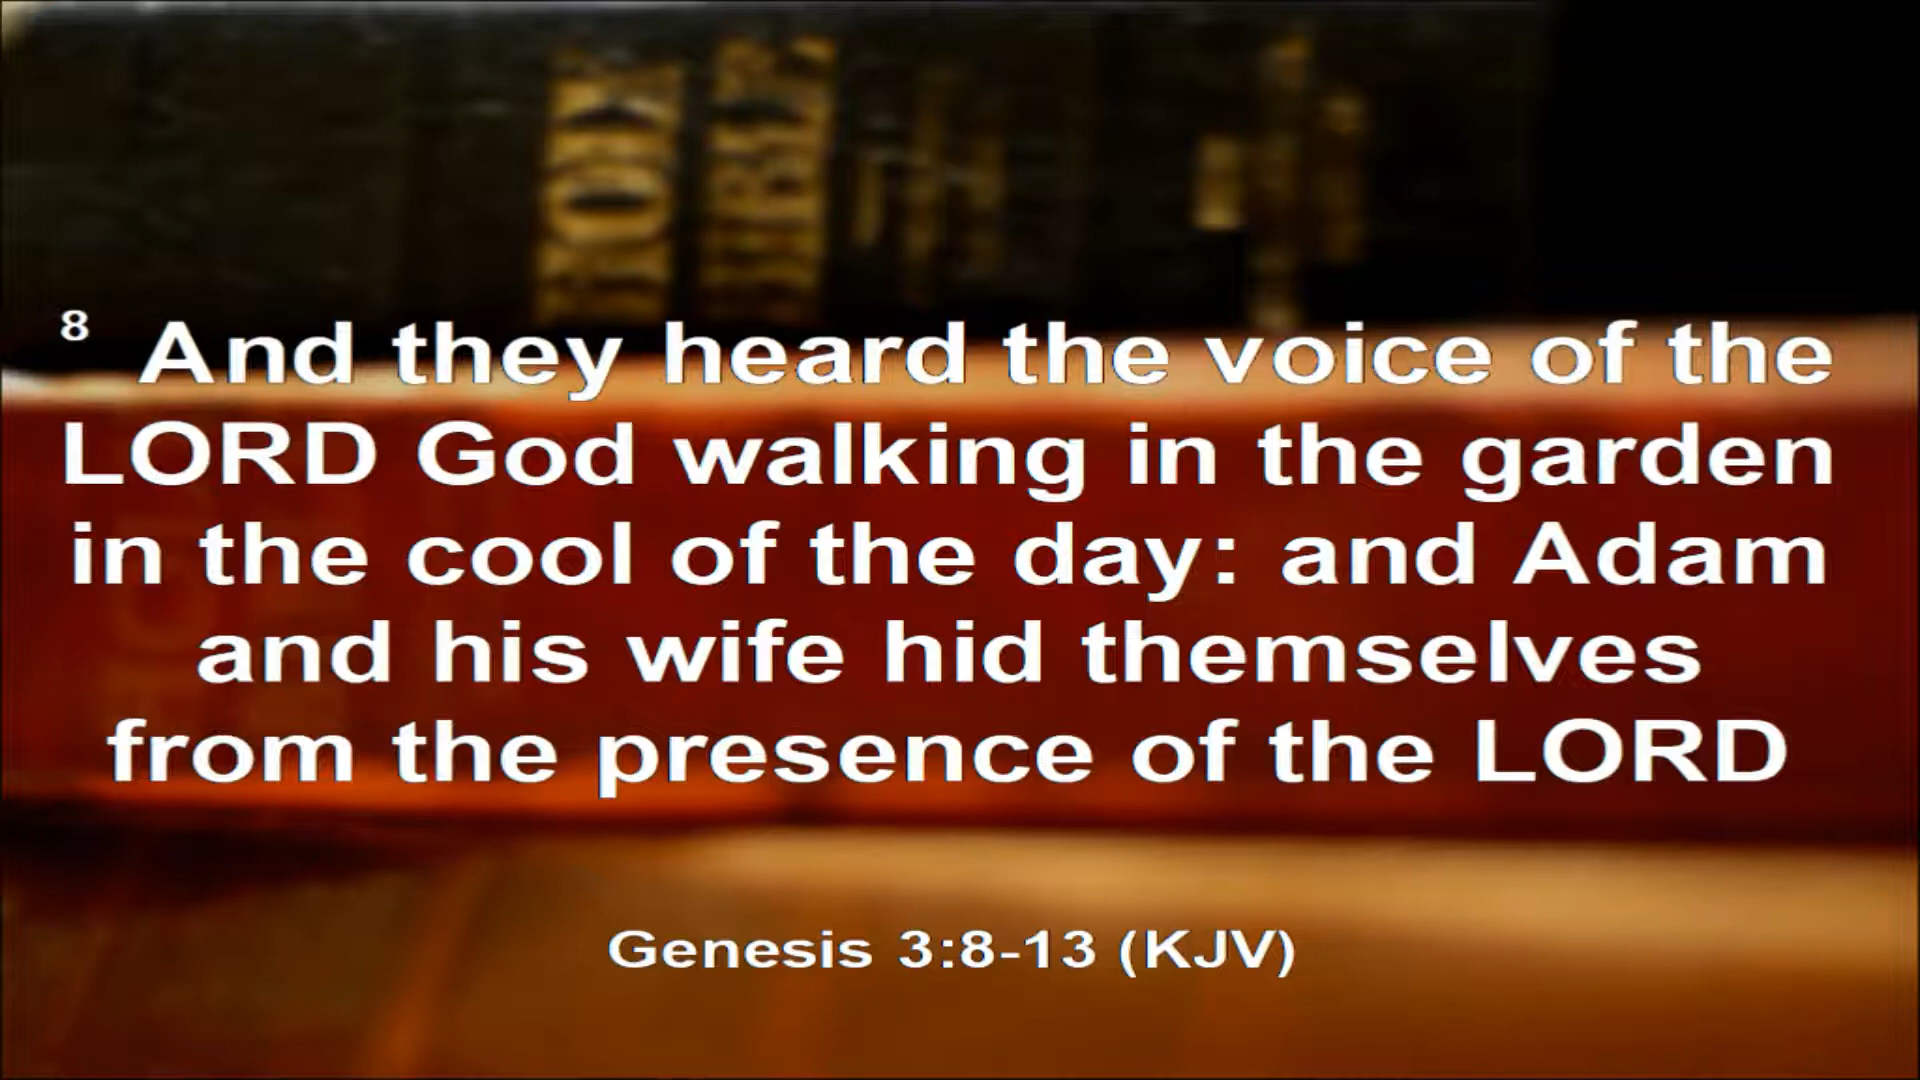 8 And they heard the voice of the
LORD God walking in the garden
in the cool of the day: and Adam
and his wife hid themselves
from the presence of the LORD
Genesis 3:8-13 (KJV)